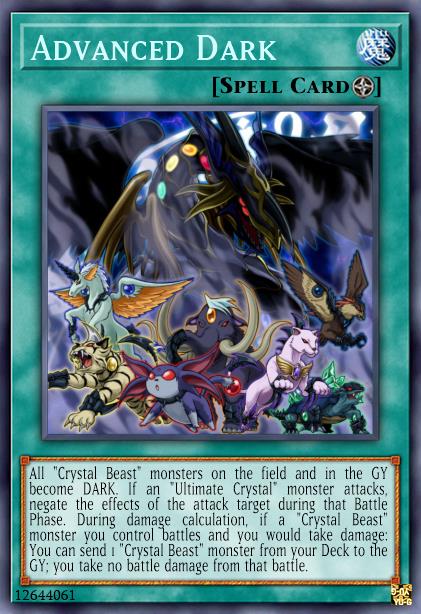 ADVANCED DARK
魔
[SPELL CARD]
All "Crystal Beast" monsters on the field and in the GY
become DARK. If an "Ultimate Crystal" monster attacks,
negate the effects of the attack target during that Battle
Phase. During damage calculation, if a "Crystal Beast"
monster you control battles and you would take damage:
You can send 1 "Crystal Beast" monster from your Deck to the
GY; you take no battle damage from that battle.
12644061